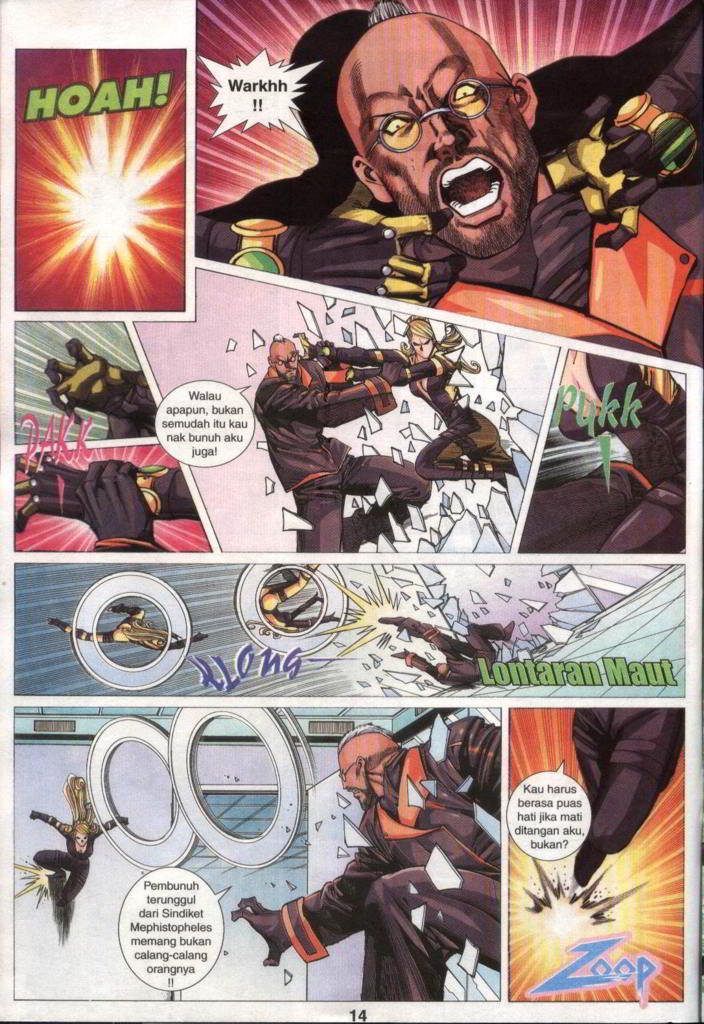 HOAH!
Warkhh
!!
PAKK
Walau
apapun, bukan
semudah itu kau
nak bunuh aku
juga!
Pukk
KLONG
Lontaran Maut
Pembunuh
terunggul
dari Sindiket
Mephistopheles
memang bukan
calang-calang
orangnya
!!
Kau harus
berasa puas
hati jika mati
ditangan aku,
bukan?
Zoop
14